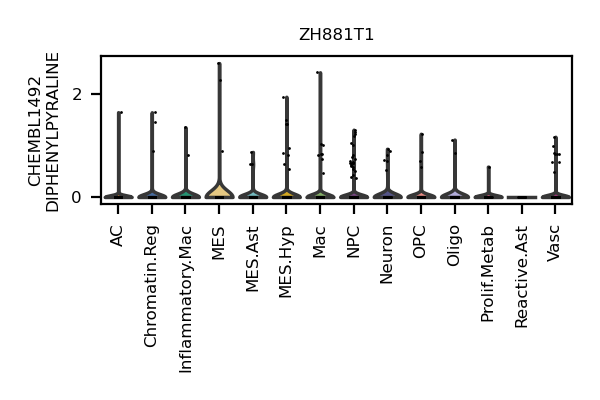 ZH881T1
CHEMBL1492
DIPHENYLPYRALINE
2
0
AC
Chromatin.Reg
Inflammatory.Mac
MES
MES.Ast
MES.Hyp
Mac
NPC
Neuron
OPC
Oligo
Prolif.Metab
Reactive.Ast
Vasc